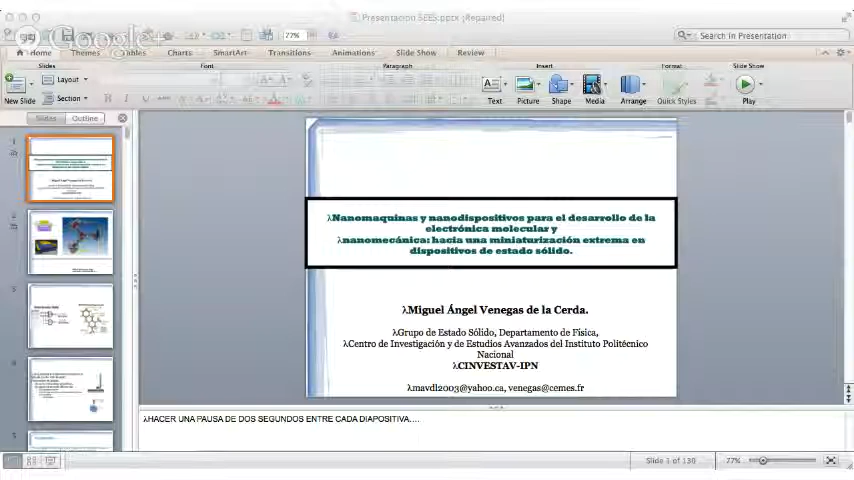 Presentacion SEES.pptx (Repaired)
Google+
77%
Search in Presentation
Home Themes Tables Charts SmartArt Transitions Animations Slide Show Review
Slides Font Paragraph Insert Format Slide Show
New Slide Layout Section Text Picture Shape Media Arrange Quick Styles Play
Slides Outline
λNanomaquinas y nanodispositivos para el desarrollo de la
electrónica molecular y
λnanomecánica: hacia una miniaturización extrema en
dispositivos de estado sólido.
λMiguel Ángel Venegas de la Cerda.
λGrupo de Estado Sólido, Departamento de Física,
λCentro de Investigación y de Estudios Avanzados del Instituto Politécnico
Nacional
λCINVESTAV-IPN
λmavdl2003@yahoo.ca, venegas@cemes.fr
λHACER UNA PAUSA DE DOS SEGUNDOS ENTRE CADA DIAPOSITIVA....
Slide 1 of 130 77%